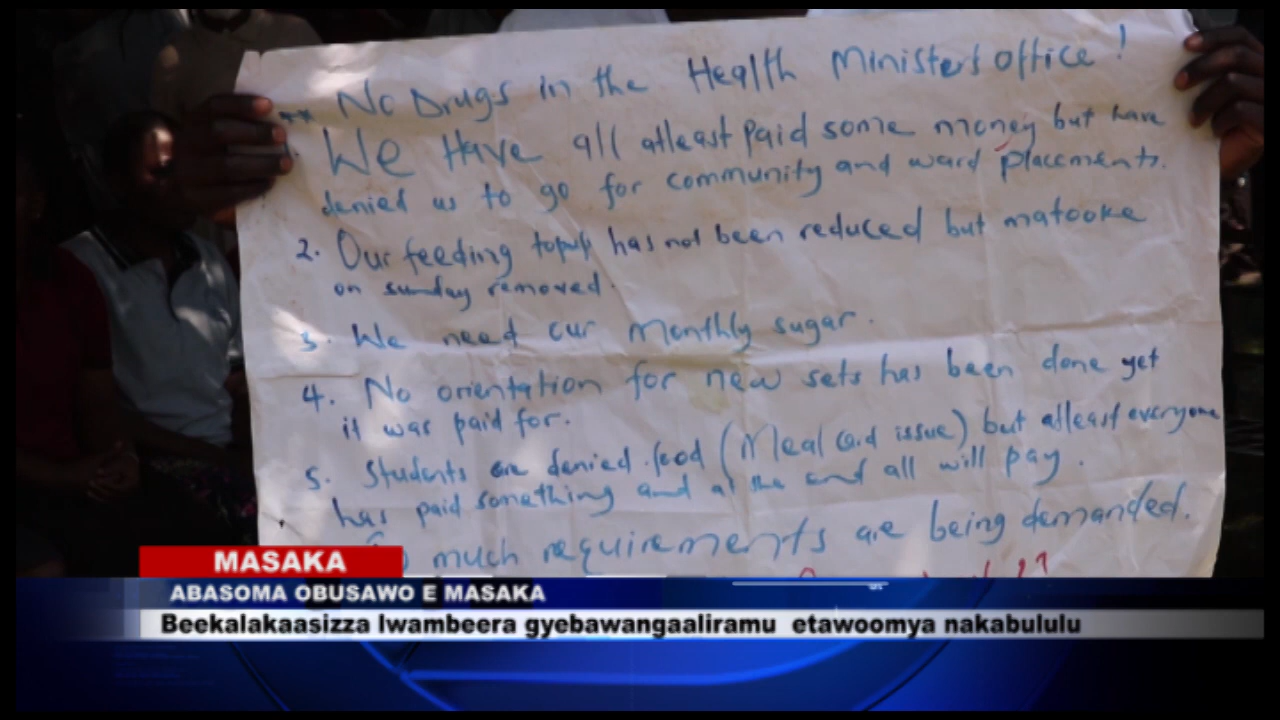 ** No Drugs in the Health Ministers office!
We Have all atleast paid some money but have
denied us to go for community and ward placements.
2. Our feeding topup has not been reduced but matooke
on sunday removed.
3. We need our monthly sugar.
4. No orientation for new sets has been done yet
it was paid for.
5. Students are denied food (Meal card issue) but atleast everyone
has paid something and at the end all will pay.
much requirements are being demanded.
MASAKA
ABASOMA OBUSAWO E MASAKA
Beekalakaasizza lwambeera gyebawangaaliramu etawoomya nakabululu